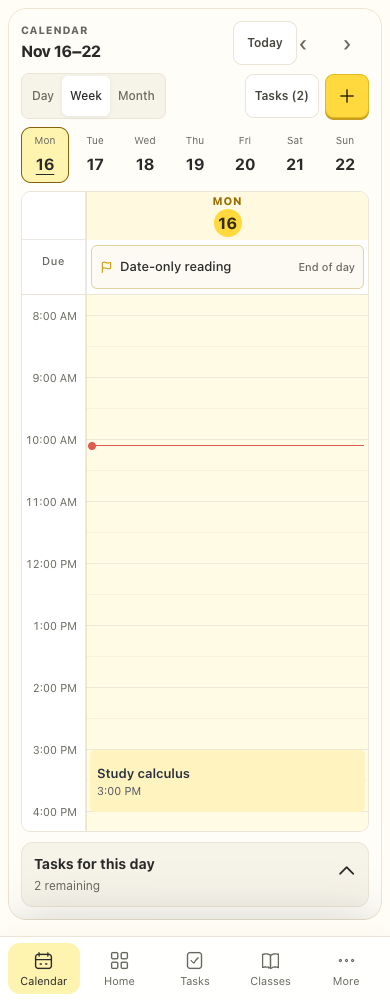 CALENDAR
Nov 16–22
Today
Day Week Month
Tasks (2)
Mon Tue Wed Thu Fri Sat Sun
16 17 18 19 20 21 22
MON
16
Due
Date-only reading
End of day
8:00 AM
9:00 AM
10:00 AM
11:00 AM
12:00 PM
1:00 PM
2:00 PM
3:00 PM
Study calculus
3:00 PM
4:00 PM
Tasks for this day
2 remaining
Calendar Home Tasks Classes More